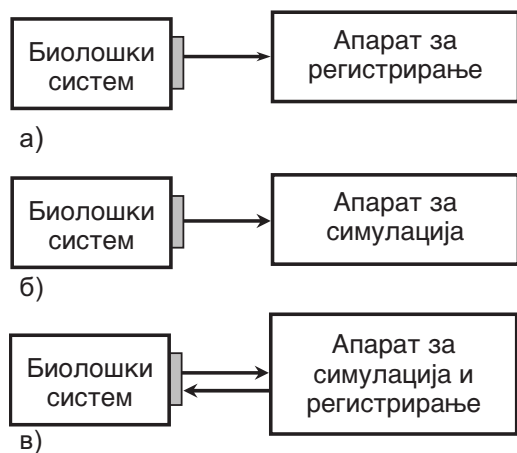 Биолошки
систем
Апарат за
регистрирање
а)
Биолошки
систем
Апарат за
симулација
б)
Биолошки
систем
Апарат за
симулација и
регистрирање
в)